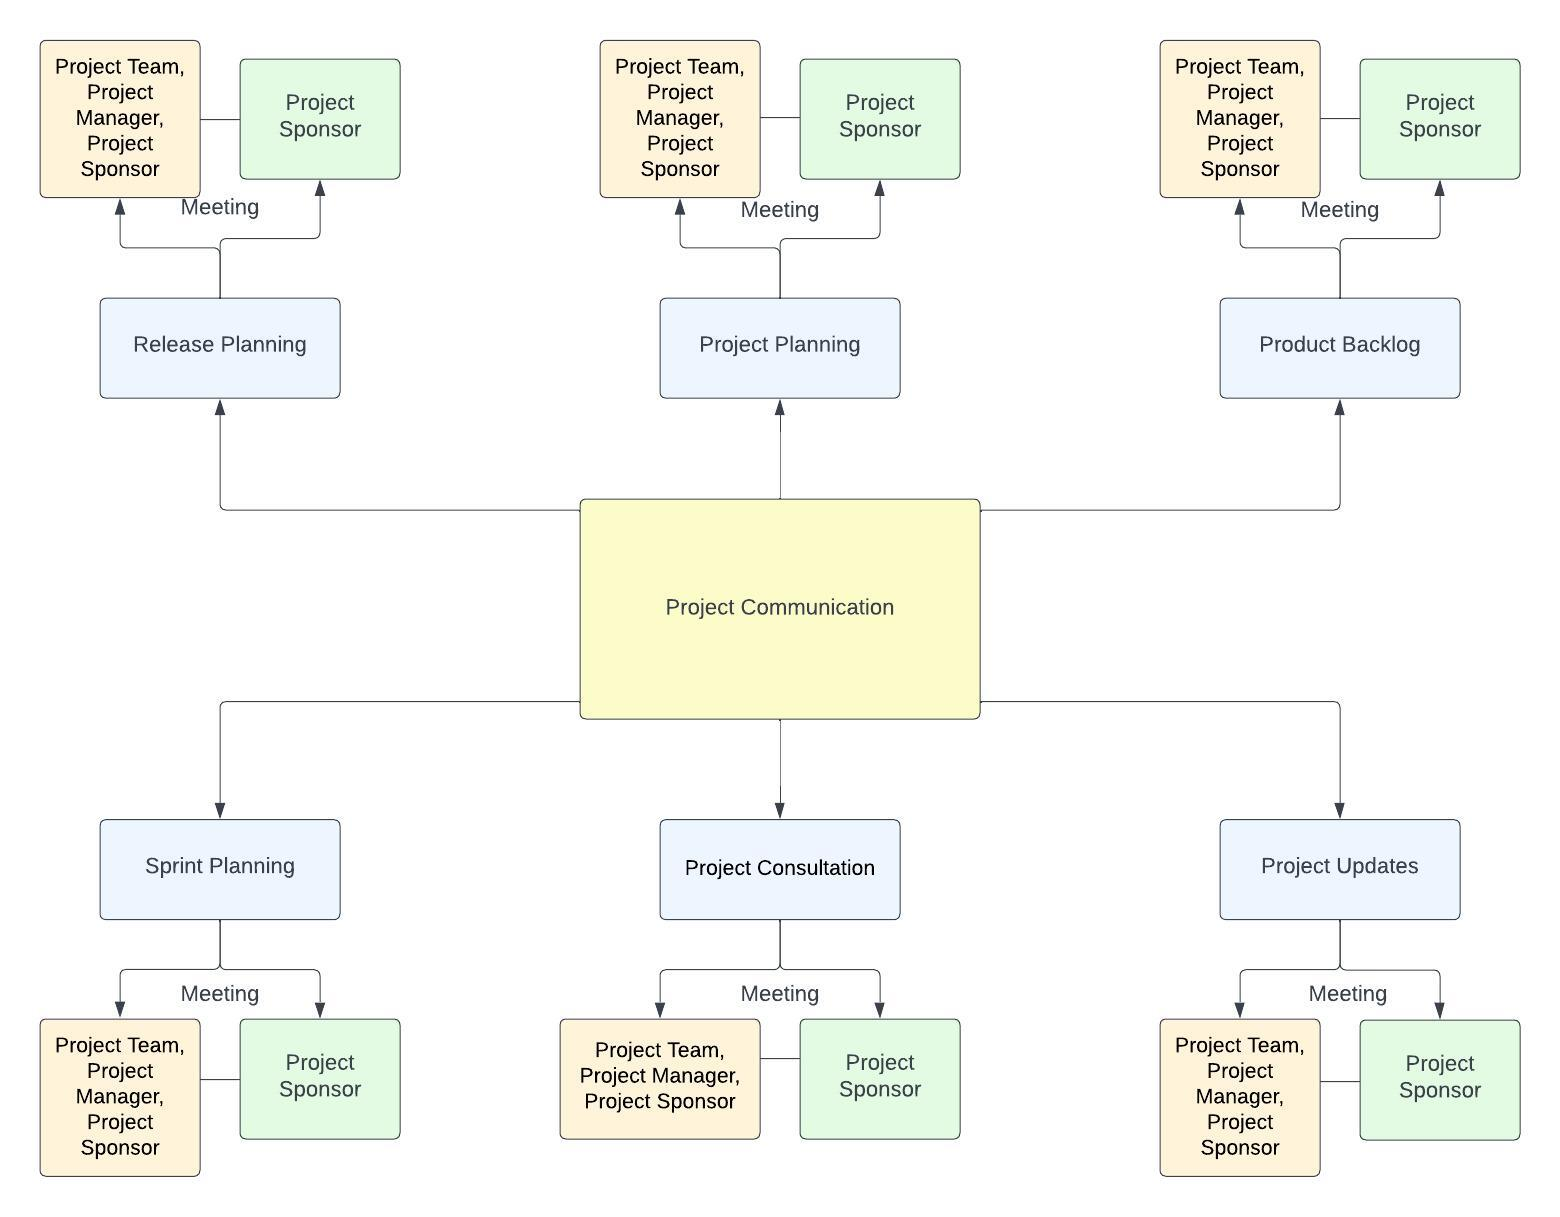 Project Team,
Project
Manager,
Project
Sponsor
Project
Sponsor
Meeting
Release Planning
Project Team,
Project
Manager,
Project
Sponsor
Project
Sponsor
Meeting
Project Planning
Project Team,
Project
Manager,
Project
Sponsor
Project
Sponsor
Meeting
Product Backlog
Project Communication
Sprint Planning
Meeting
Project Team,
Project
Manager,
Project
Sponsor
Project
Sponsor
Project Consultation
Meeting
Project Team,
Project Manager,
Project Sponsor
Project
Sponsor
Project Updates
Meeting
Project Team,
Project
Manager,
Project
Sponsor
Project
Sponsor